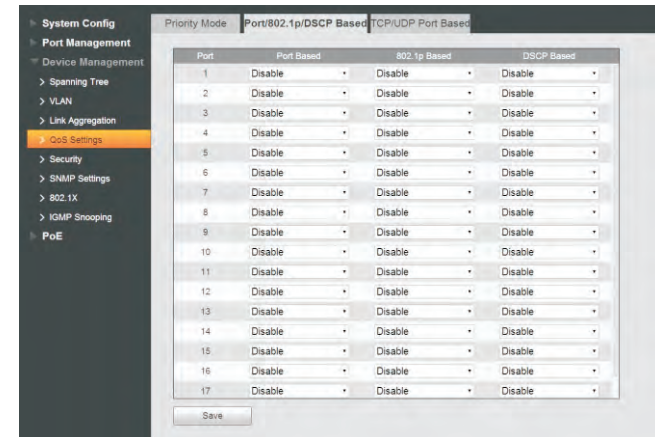 System Config
Port Management
Device Management
> Spanning Tree
> VLAN
> Link Aggregation
> QoS Settings
> Security
> SNMP Settings
> 802.1X
> IGMP Snooping
PoE
Priority Mode Port/802.1p/DSCP Based TCP/UDP Port Based
Port Port Based 802.1p Based DSCP Based
1 Disable Disable Disable
2 Disable Disable Disable
3 Disable Disable Disable
4 Disable Disable Disable
5 Disable Disable Disable
6 Disable Disable Disable
7 Disable Disable Disable
8 Disable Disable Disable
9 Disable Disable Disable
10 Disable Disable Disable
11 Disable Disable Disable
12 Disable Disable Disable
13 Disable Disable Disable
14 Disable Disable Disable
15 Disable Disable Disable
16 Disable Disable Disable
17 Disable Disable Disable
Save